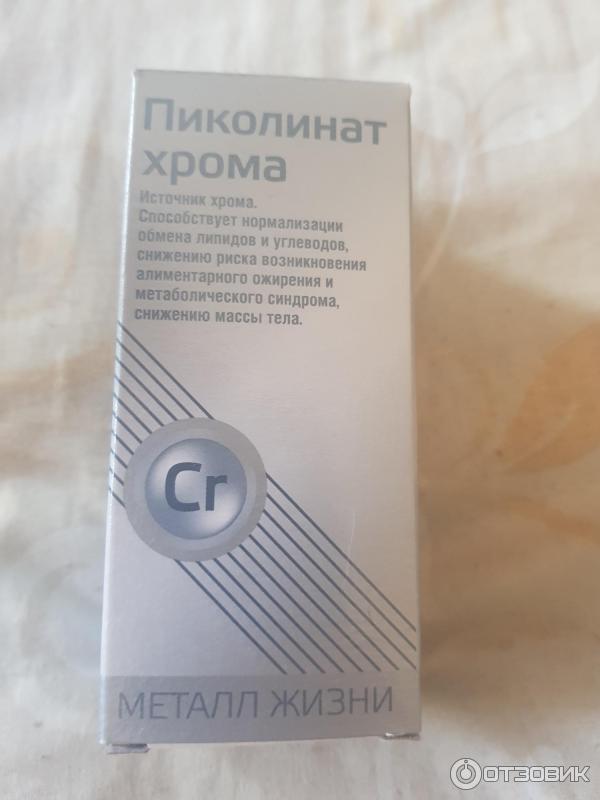 Пиколинат
хрома
Источник хрома.
Способствует нормализации
обмена липидов и углеводов,
снижению риска возникновения
алиментарного ожирения и
метаболического синдрома,
снижению массы тела.
Cr
МЕТАЛЛ ЖИЗНИ
ОТЗОВИК